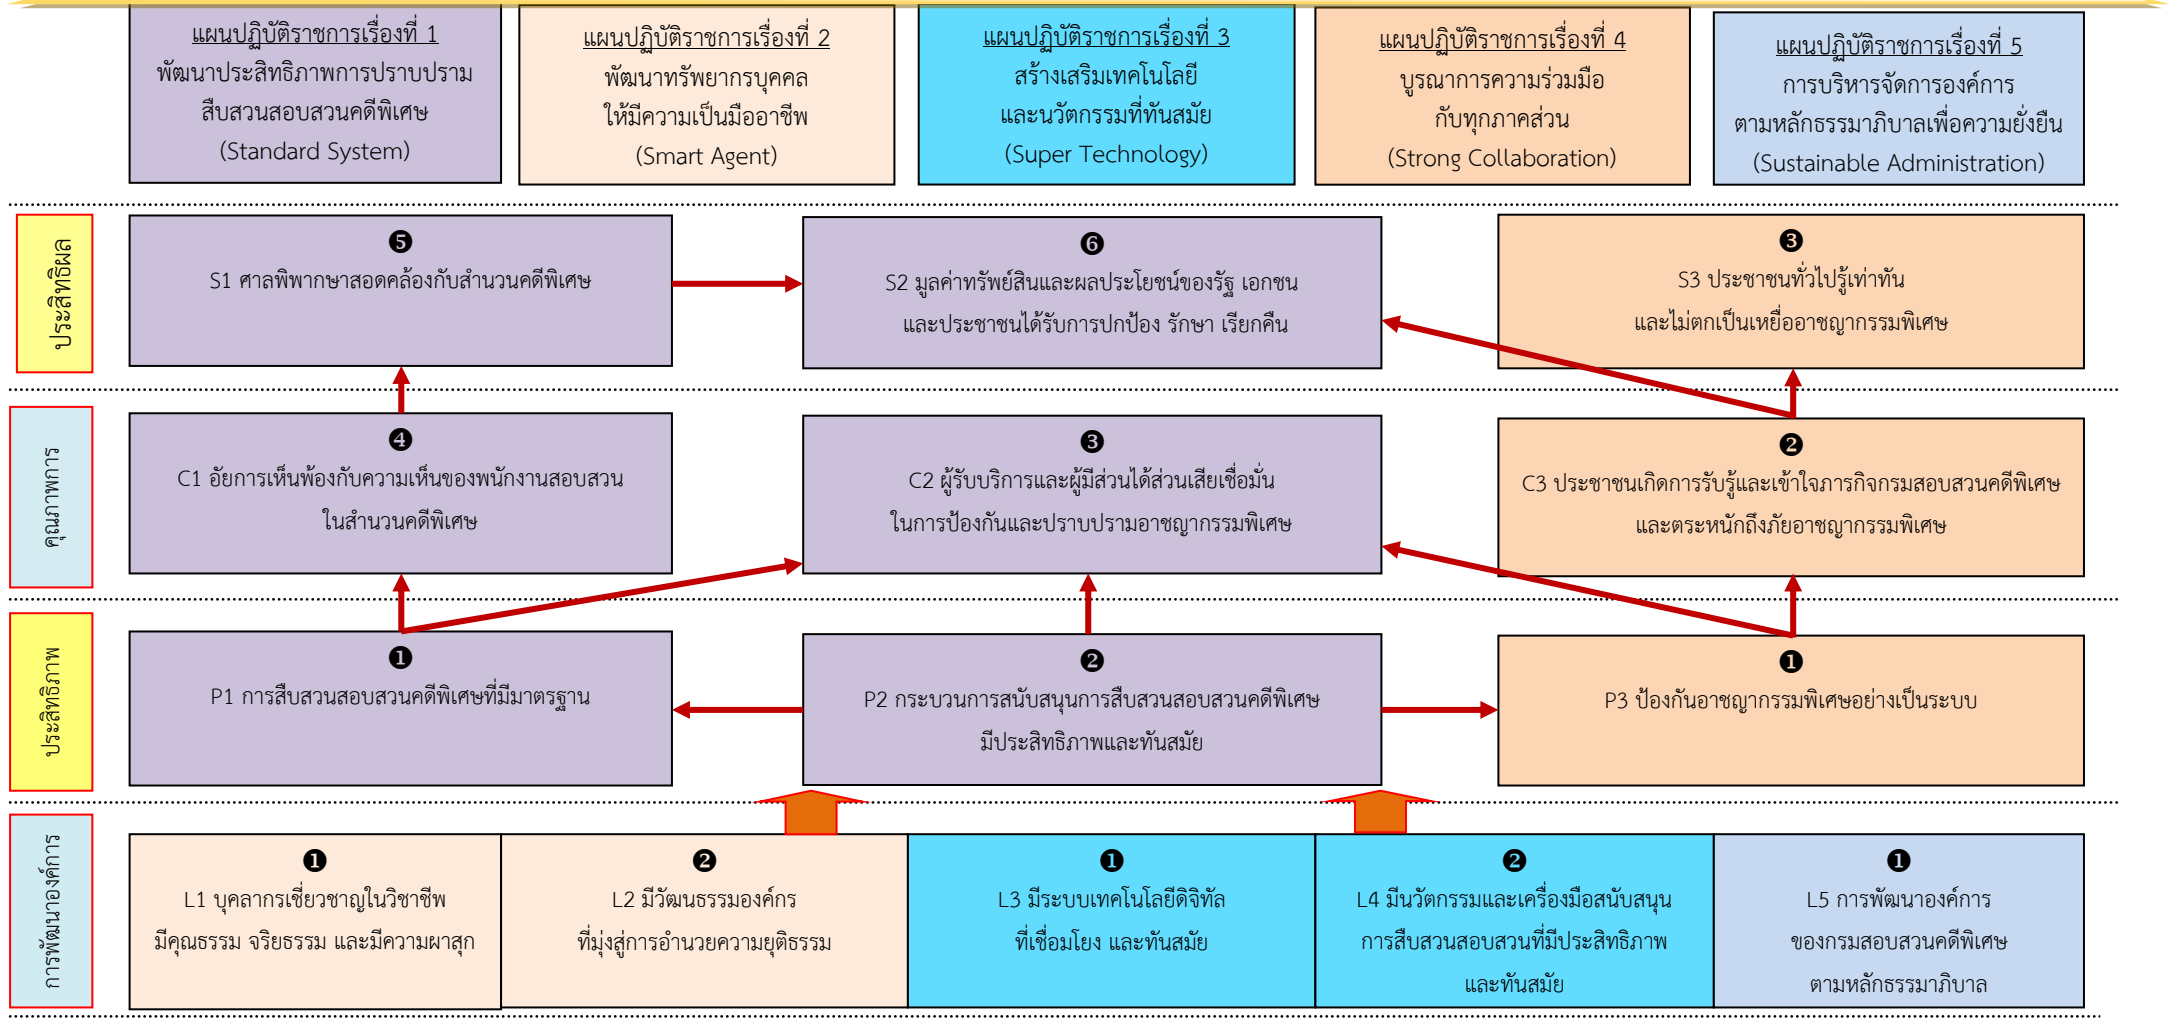 แผนปฏิบัติราชการเรื่องที่ 1
พัฒนาประสิทธิภาพการปราบปราม
สืบสวนสอบสวนคดีพิเศษ
(Standard System)
แผนปฏิบัติราชการเรื่องที่ 2
พัฒนาทรัพยากรบุคคล
ให้มีความเป็นมืออาชีพ
(Smart Agent)
แผนปฏิบัติราชการเรื่องที่ 3
สร้างเสริมเทคโนโลยี
และนวัตกรรมที่ทันสมัย
(Super Technology)
แผนปฏิบัติราชการเรื่องที่ 4
บูรณาการความร่วมมือ
กับทุกภาคส่วน
(Strong Collaboration)
แผนปฏิบัติราชการเรื่องที่ 5
การบริหารจัดการองค์การ
ตามหลักธรรมาภิบาลเพื่อความยั่งยืน
(Sustainable Administration)
ประสิทธิผล
❺
S1 ศาลพิพากษาสอดคล้องกับสำนวนคดีพิเศษ
❻
S2 มูลค่าทรัพย์สินและผลประโยชน์ของรัฐ เอกชน
และประชาชนได้รับการปกป้อง รักษา เรียกคืน
❸
S3 ประชาชนทั่วไปรู้เท่าทัน
และไม่ตกเป็นเหยื่ออาชญากรรมพิเศษ
คุณภาพการ
❹
C1 อัยการเห็นพ้องกับความเห็นของพนักงานสอบสวน
ในสำนวนคดีพิเศษ
❸
C2 ผู้รับบริการและผู้มีส่วนได้ส่วนเสียเชื่อมั่น
ในการป้องกันและปราบปรามอาชญากรรมพิเศษ
❷
C3 ประชาชนเกิดการรับรู้และเข้าใจภารกิจกรมสอบสวนคดีพิเศษ
และตระหนักถึงภัยอาชญากรรมพิเศษ
ประสิทธิภาพ
❶
P1 การสืบสวนสอบสวนคดีพิเศษที่มีมาตรฐาน
❷
P2 กระบวนการสนับสนุนการสืบสวนสอบสวนคดีพิเศษ
มีประสิทธิภาพและทันสมัย
❶
P3 ป้องกันอาชญากรรมพิเศษอย่างเป็นระบบ
การพัฒนาองค์การ
❶
L1 บุคลากรเชี่ยวชาญในวิชาชีพ
มีคุณธรรม จริยธรรม และมีความผาสุก
❷
L2 มีวัฒนธรรมองค์กร
ที่มุ่งสู่การอำนวยความยุติธรรม
❶
L3 มีระบบเทคโนโลยีดิจิทัล
ที่เชื่อมโยง และทันสมัย
❷
L4 มีนวัตกรรมและเครื่องมือสนับสนุน
การสืบสวนสอบสวนที่มีประสิทธิภาพ
และทันสมัย
❶
L5 การพัฒนาองค์การ
ของกรมสอบสวนคดีพิเศษ
ตามหลักธรรมาภิบาล